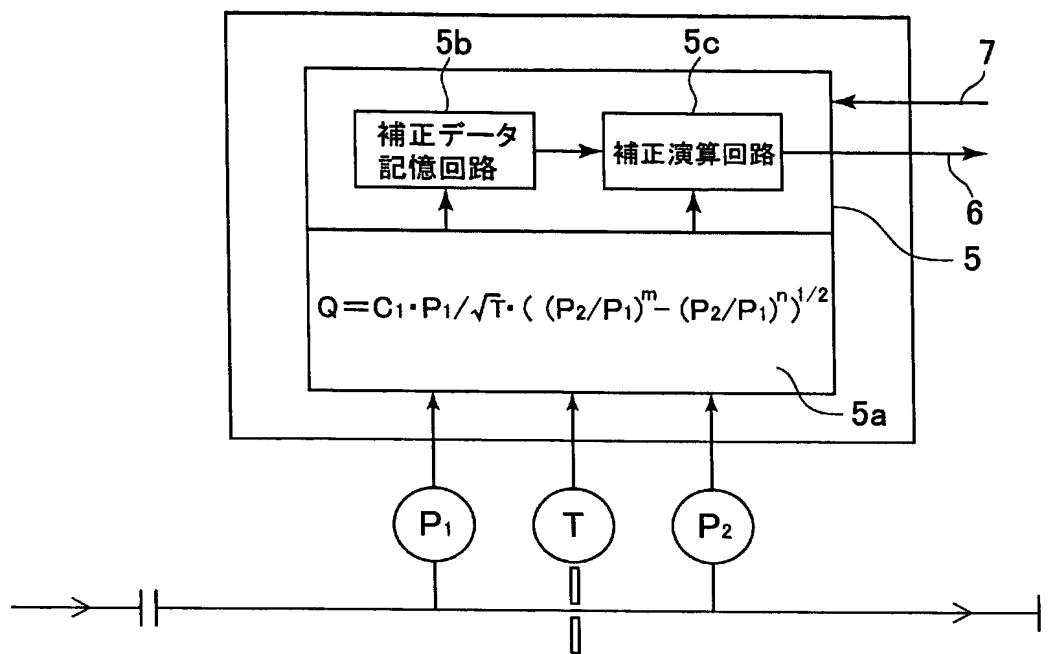 5b
5c
7
補正データ
記憶回路
補正演算回路
6
5
Q=C₁・P₁/√T・((P₂/P₁)ᵐ−(P₂/P₁)ⁿ)¹/²
5a
P₁
T
P₂